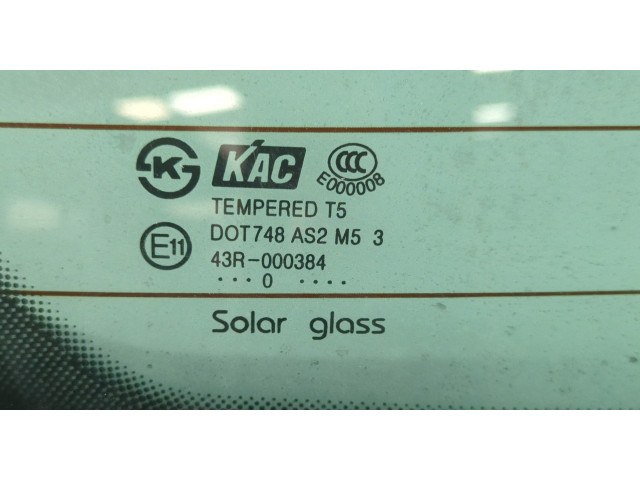 K KAC CCC
E000008
TEMPERED T5
E11 DOT748 AS2 M5 3
43R-000384
··· 0 ····
Solar glass